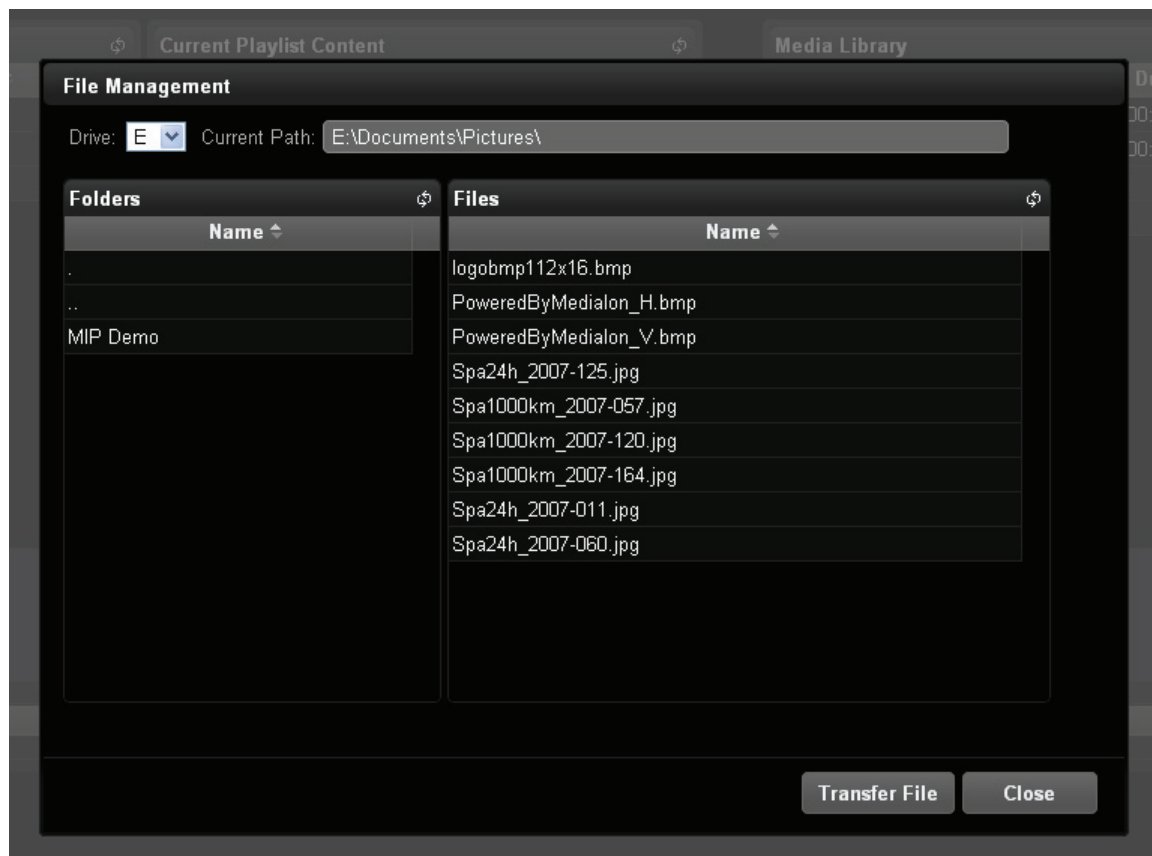 Current Playlist Content
Media Library
File Management
Drive: E Current Path: E:\Documents\Pictures\
Folders
Files
Name
Name
.
..
MIP Demo
logobmp112x16.bmp
PoweredByMedialon_H.bmp
PoweredByMedialon_V.bmp
Spa24h_2007-125.jpg
Spa1000km_2007-057.jpg
Spa1000km_2007-120.jpg
Spa1000km_2007-164.jpg
Spa24h_2007-011.jpg
Spa24h_2007-060.jpg
Transfer File
Close